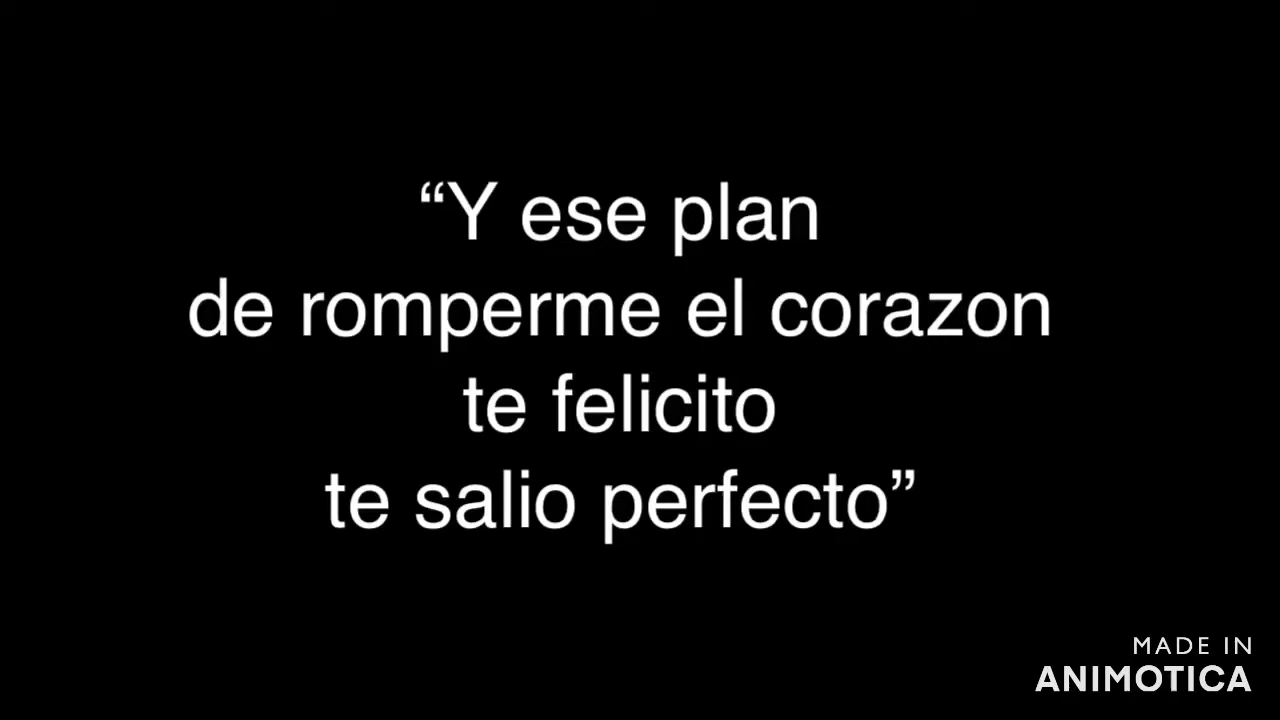 “Y ese plan
de romperme el corazon
te felicito
te salio perfecto”
MADE IN
ANIMOTICA